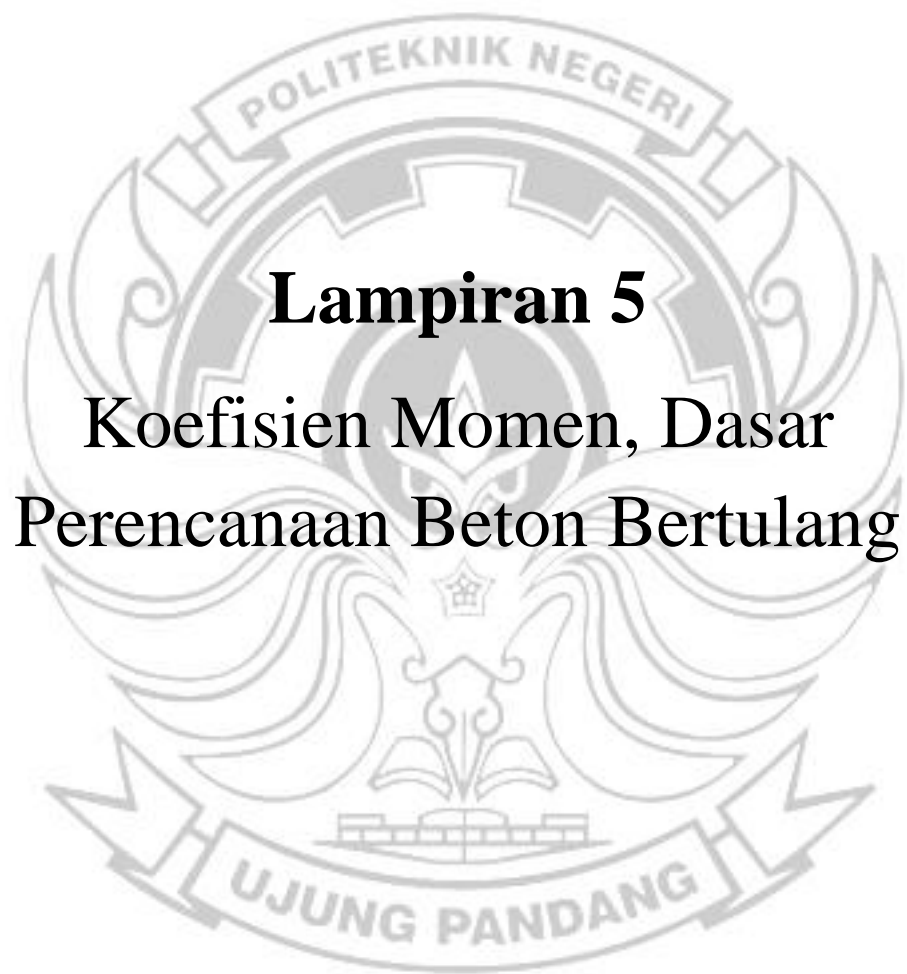 POLITEKNIK NEGERI
Lampiran 5
Koefisien Momen, Dasar
Perencanaan Beton Bertulang
UJUNG PANDANG